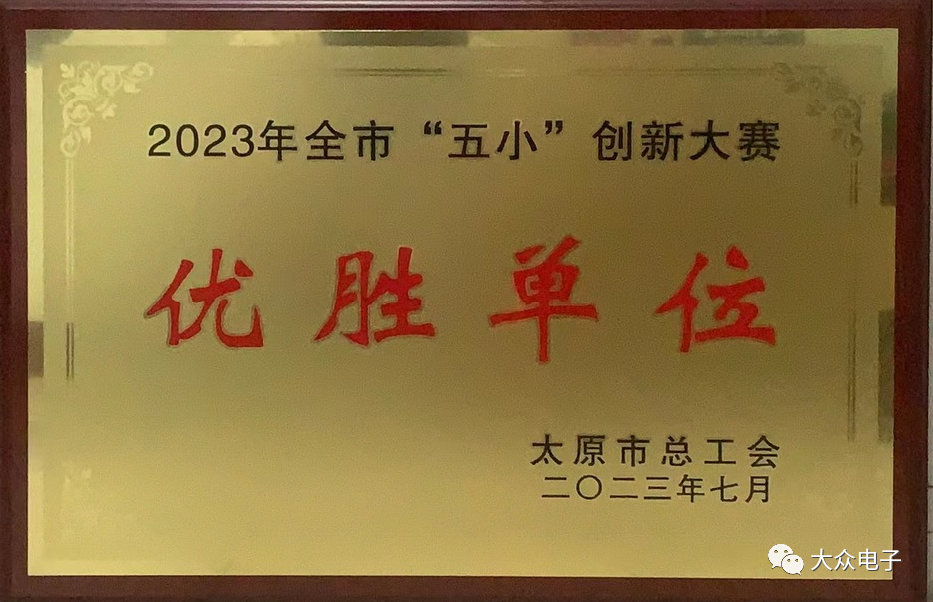 2023年全市“五小”创新大赛
优胜单位
太原市总工会
二〇二三年七月
大众电子